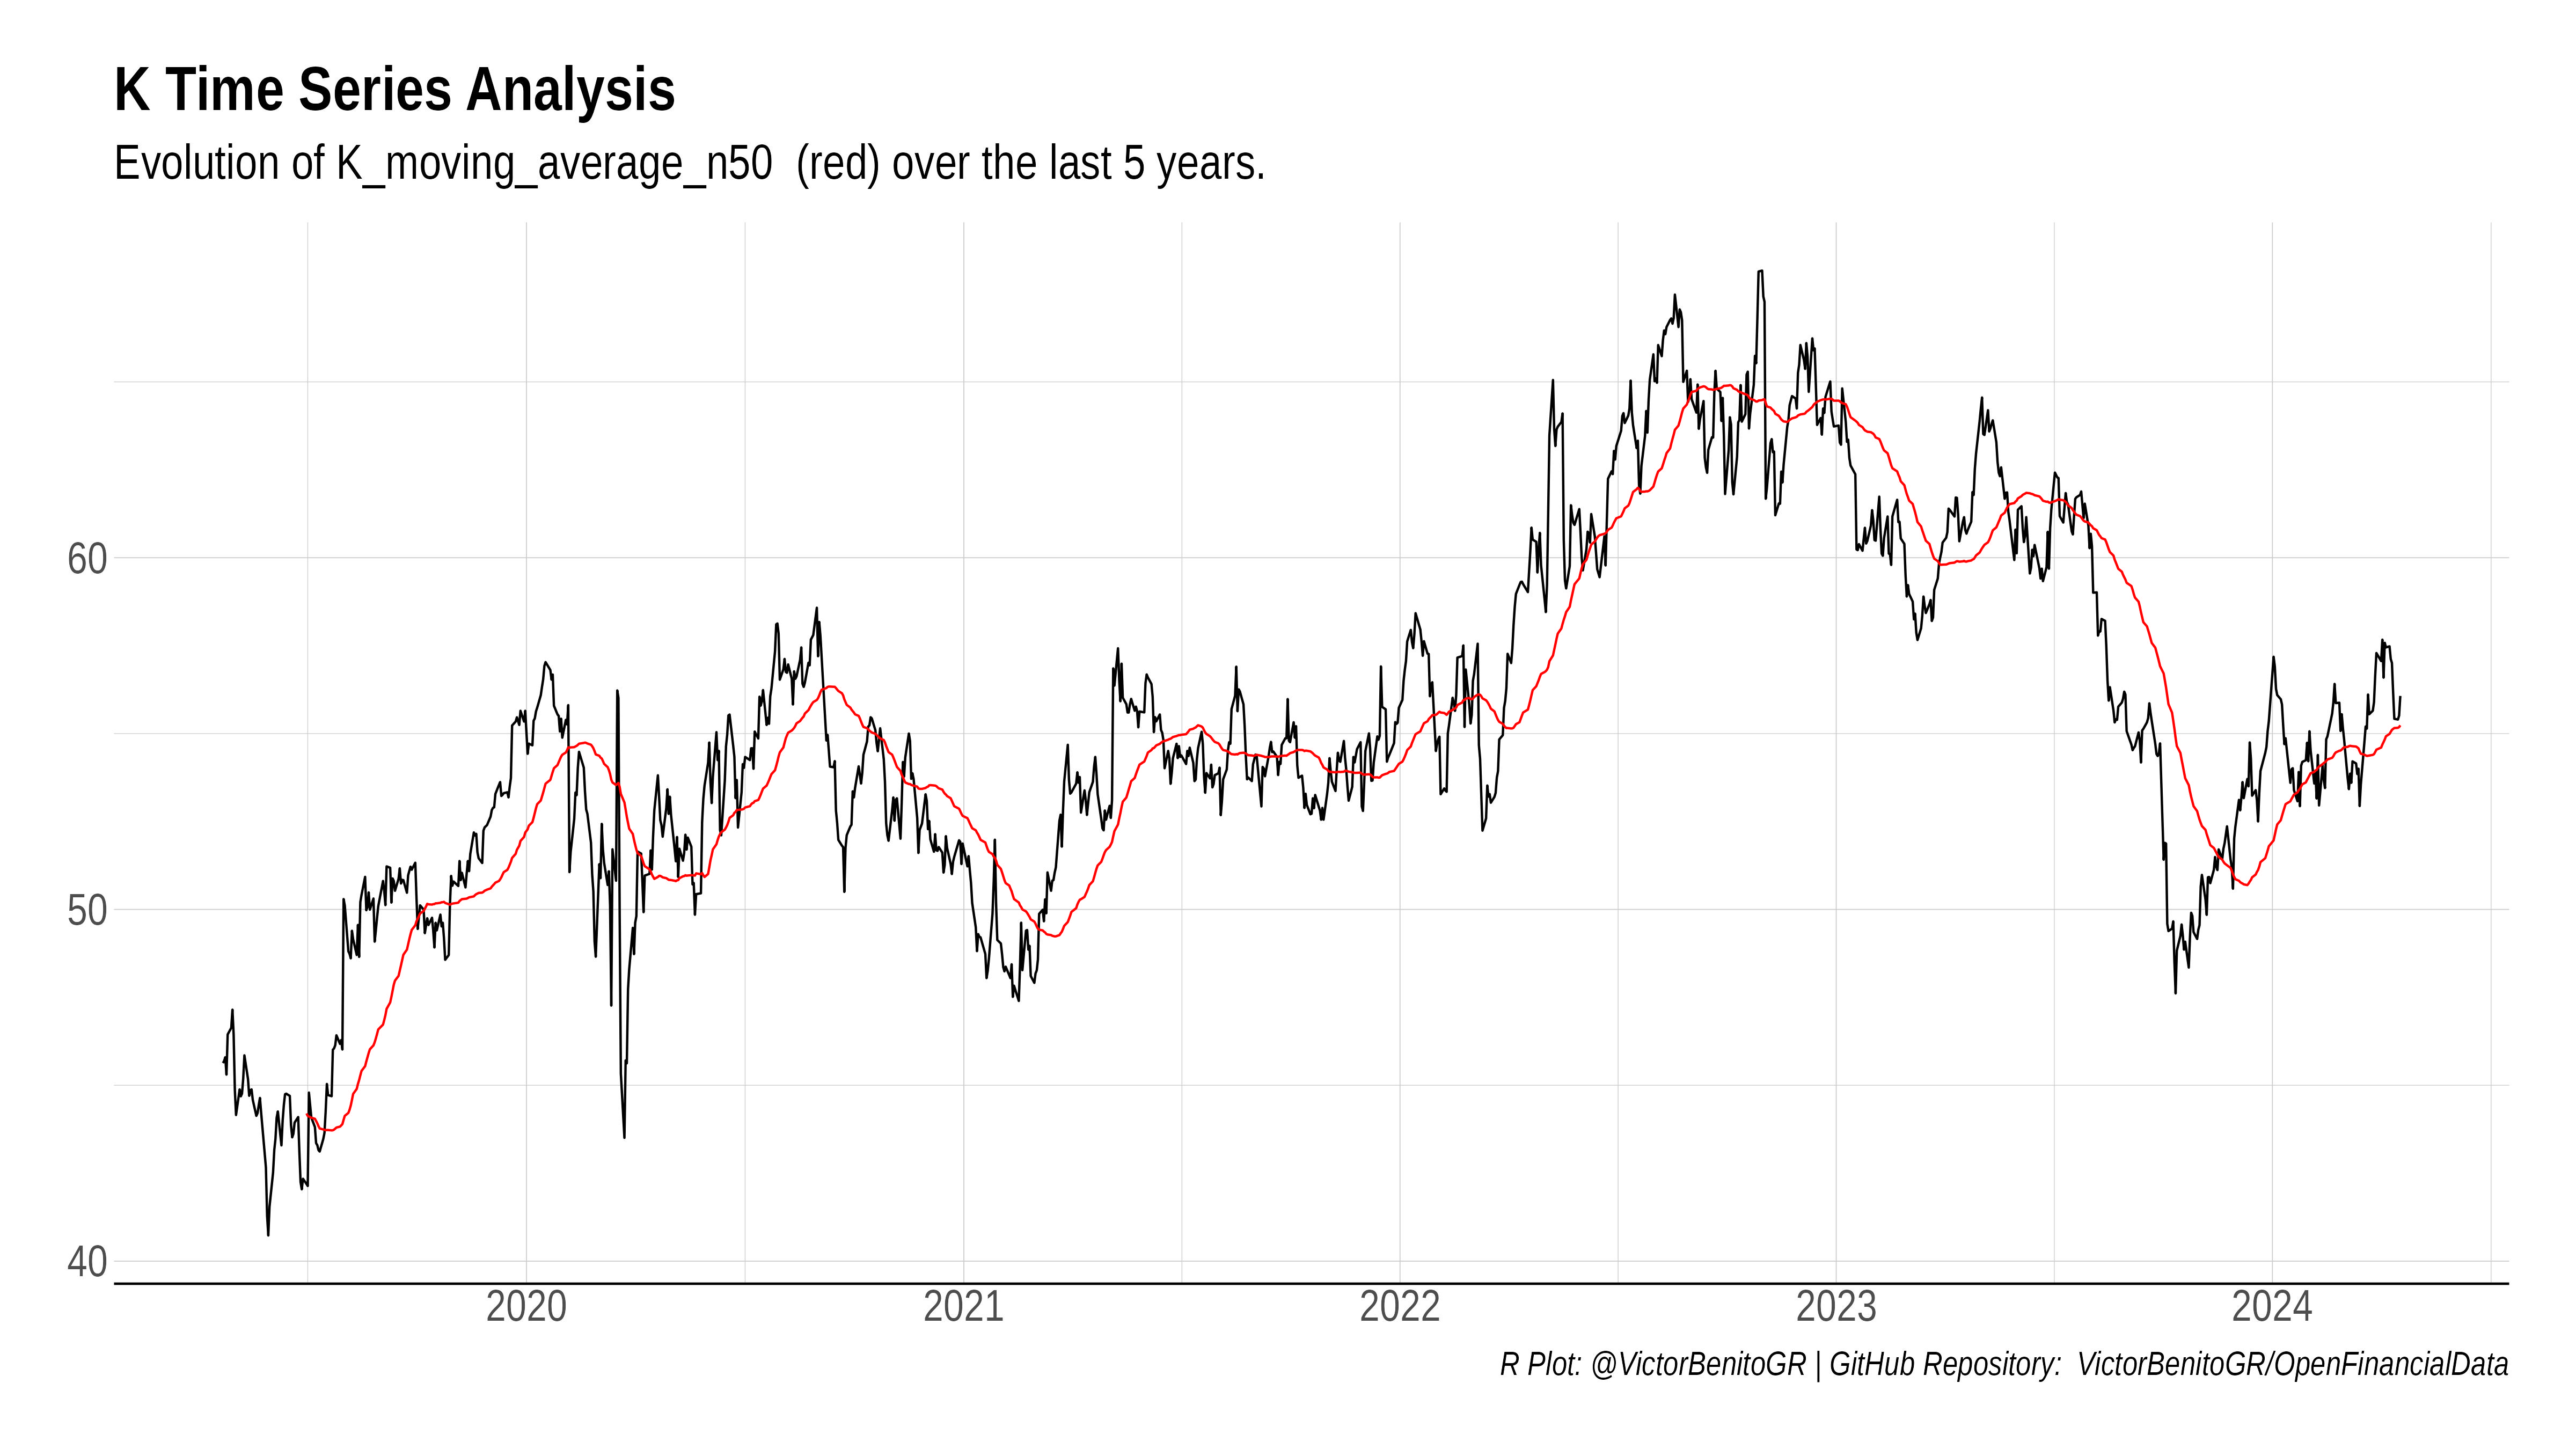 K Time Series Analysis
Evolution of K_moving_average_n50  (red) over the last 5 years.
60
50
40
2020 2021 2022 2023 2024
R Plot: @VictorBenitoGR | GitHub Repository:  VictorBenitoGR/OpenFinancialData